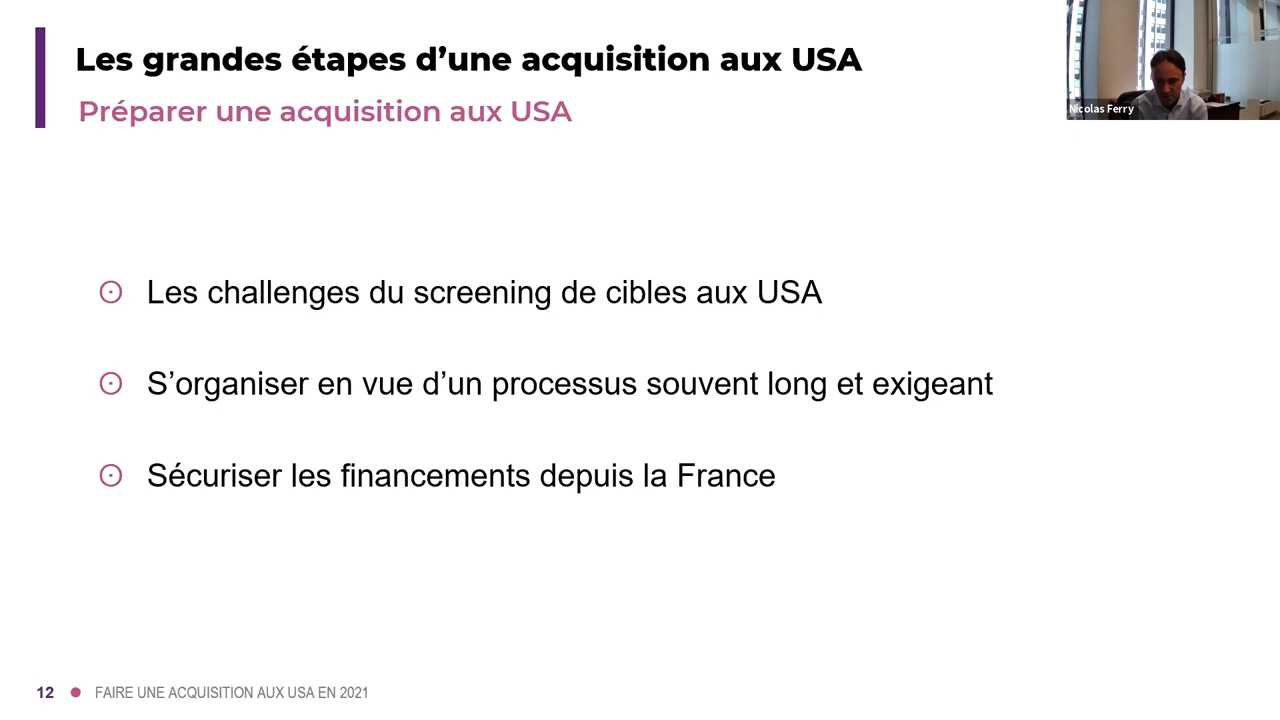 Les grandes étapes d’une acquisition aux USA
Préparer une acquisition aux USA
Nicolas Ferry
Les challenges du screening de cibles aux USA
S’organiser en vue d’un processus souvent long et exigeant
Sécuriser les financements depuis la France
12 FAIRE UNE ACQUISITION AUX USA EN 2021